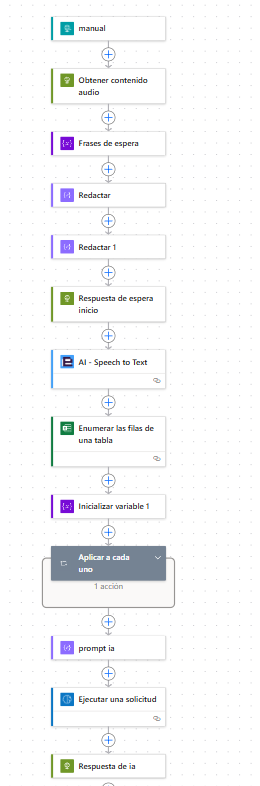 manual
Obtener contenido
audio
Frases de espera
Redactar
Redactar 1
Respuesta de espera
inicio
AI - Speech to Text
Enumerar las filas de
una tabla
Inicializar variable 1
Aplicar a cada
uno
1 acción
prompt ia
Ejecutar una solicitud
Respuesta de ia